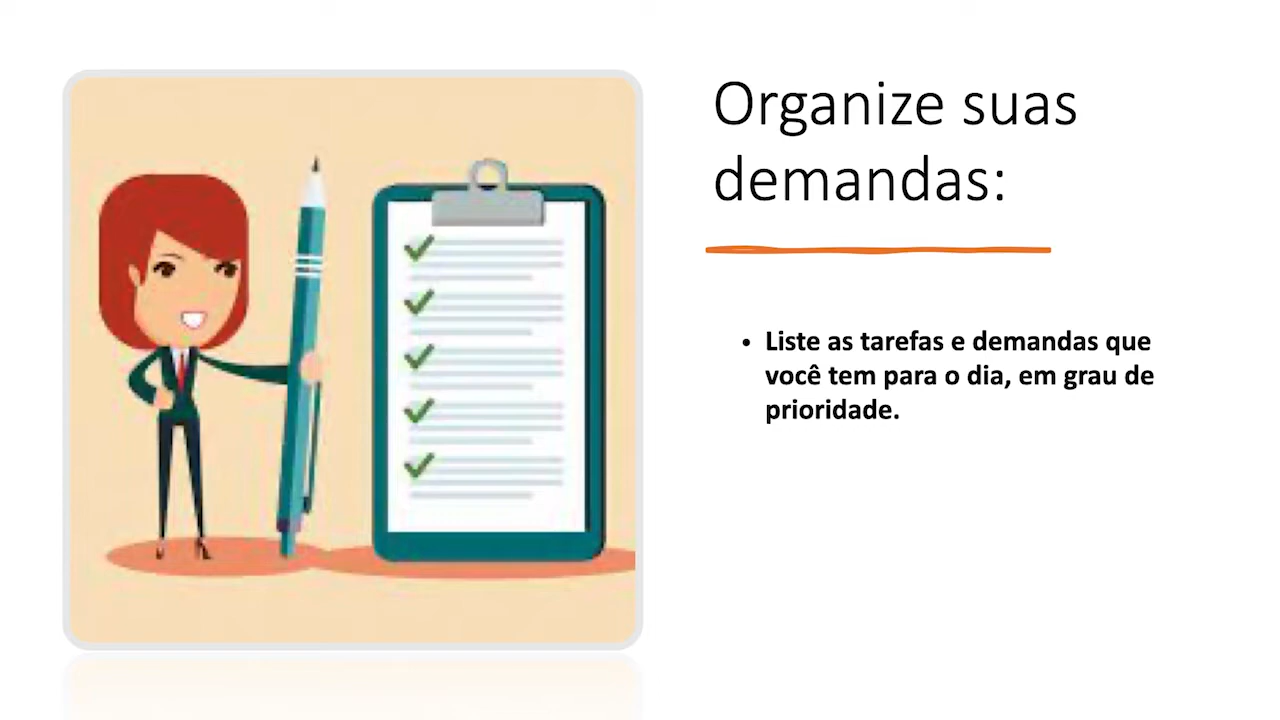 Organize suas
demandas:
• Liste as tarefas e demandas que
você tem para o dia, em grau de
prioridade.